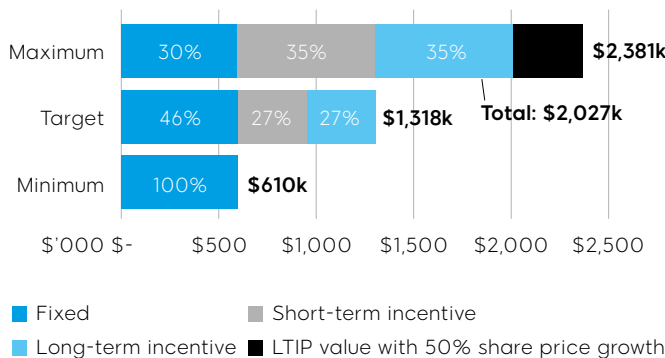 Maximum 30% 35% 35% $2,381k
Total: $2,027k
Target 46% 27% 27% $1,318k
Minimum 100% $610k
$'000 $- $500 $1,000 $1,500 $2,000 $2,500
Fixed Short-term incentive
Long-term incentive LTIP value with 50% share price growth